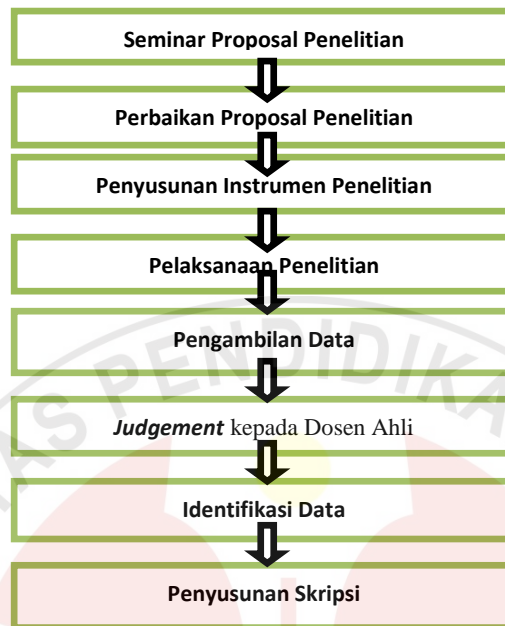 Seminar Proposal Penelitian
Perbaikan Proposal Penelitian
Penyusunan Instrumen Penelitian
Pelaksanaan Penelitian
Pengambilan Data
Judgement kepada Dosen Ahli
Identifikasi Data
Penyusunan Skripsi